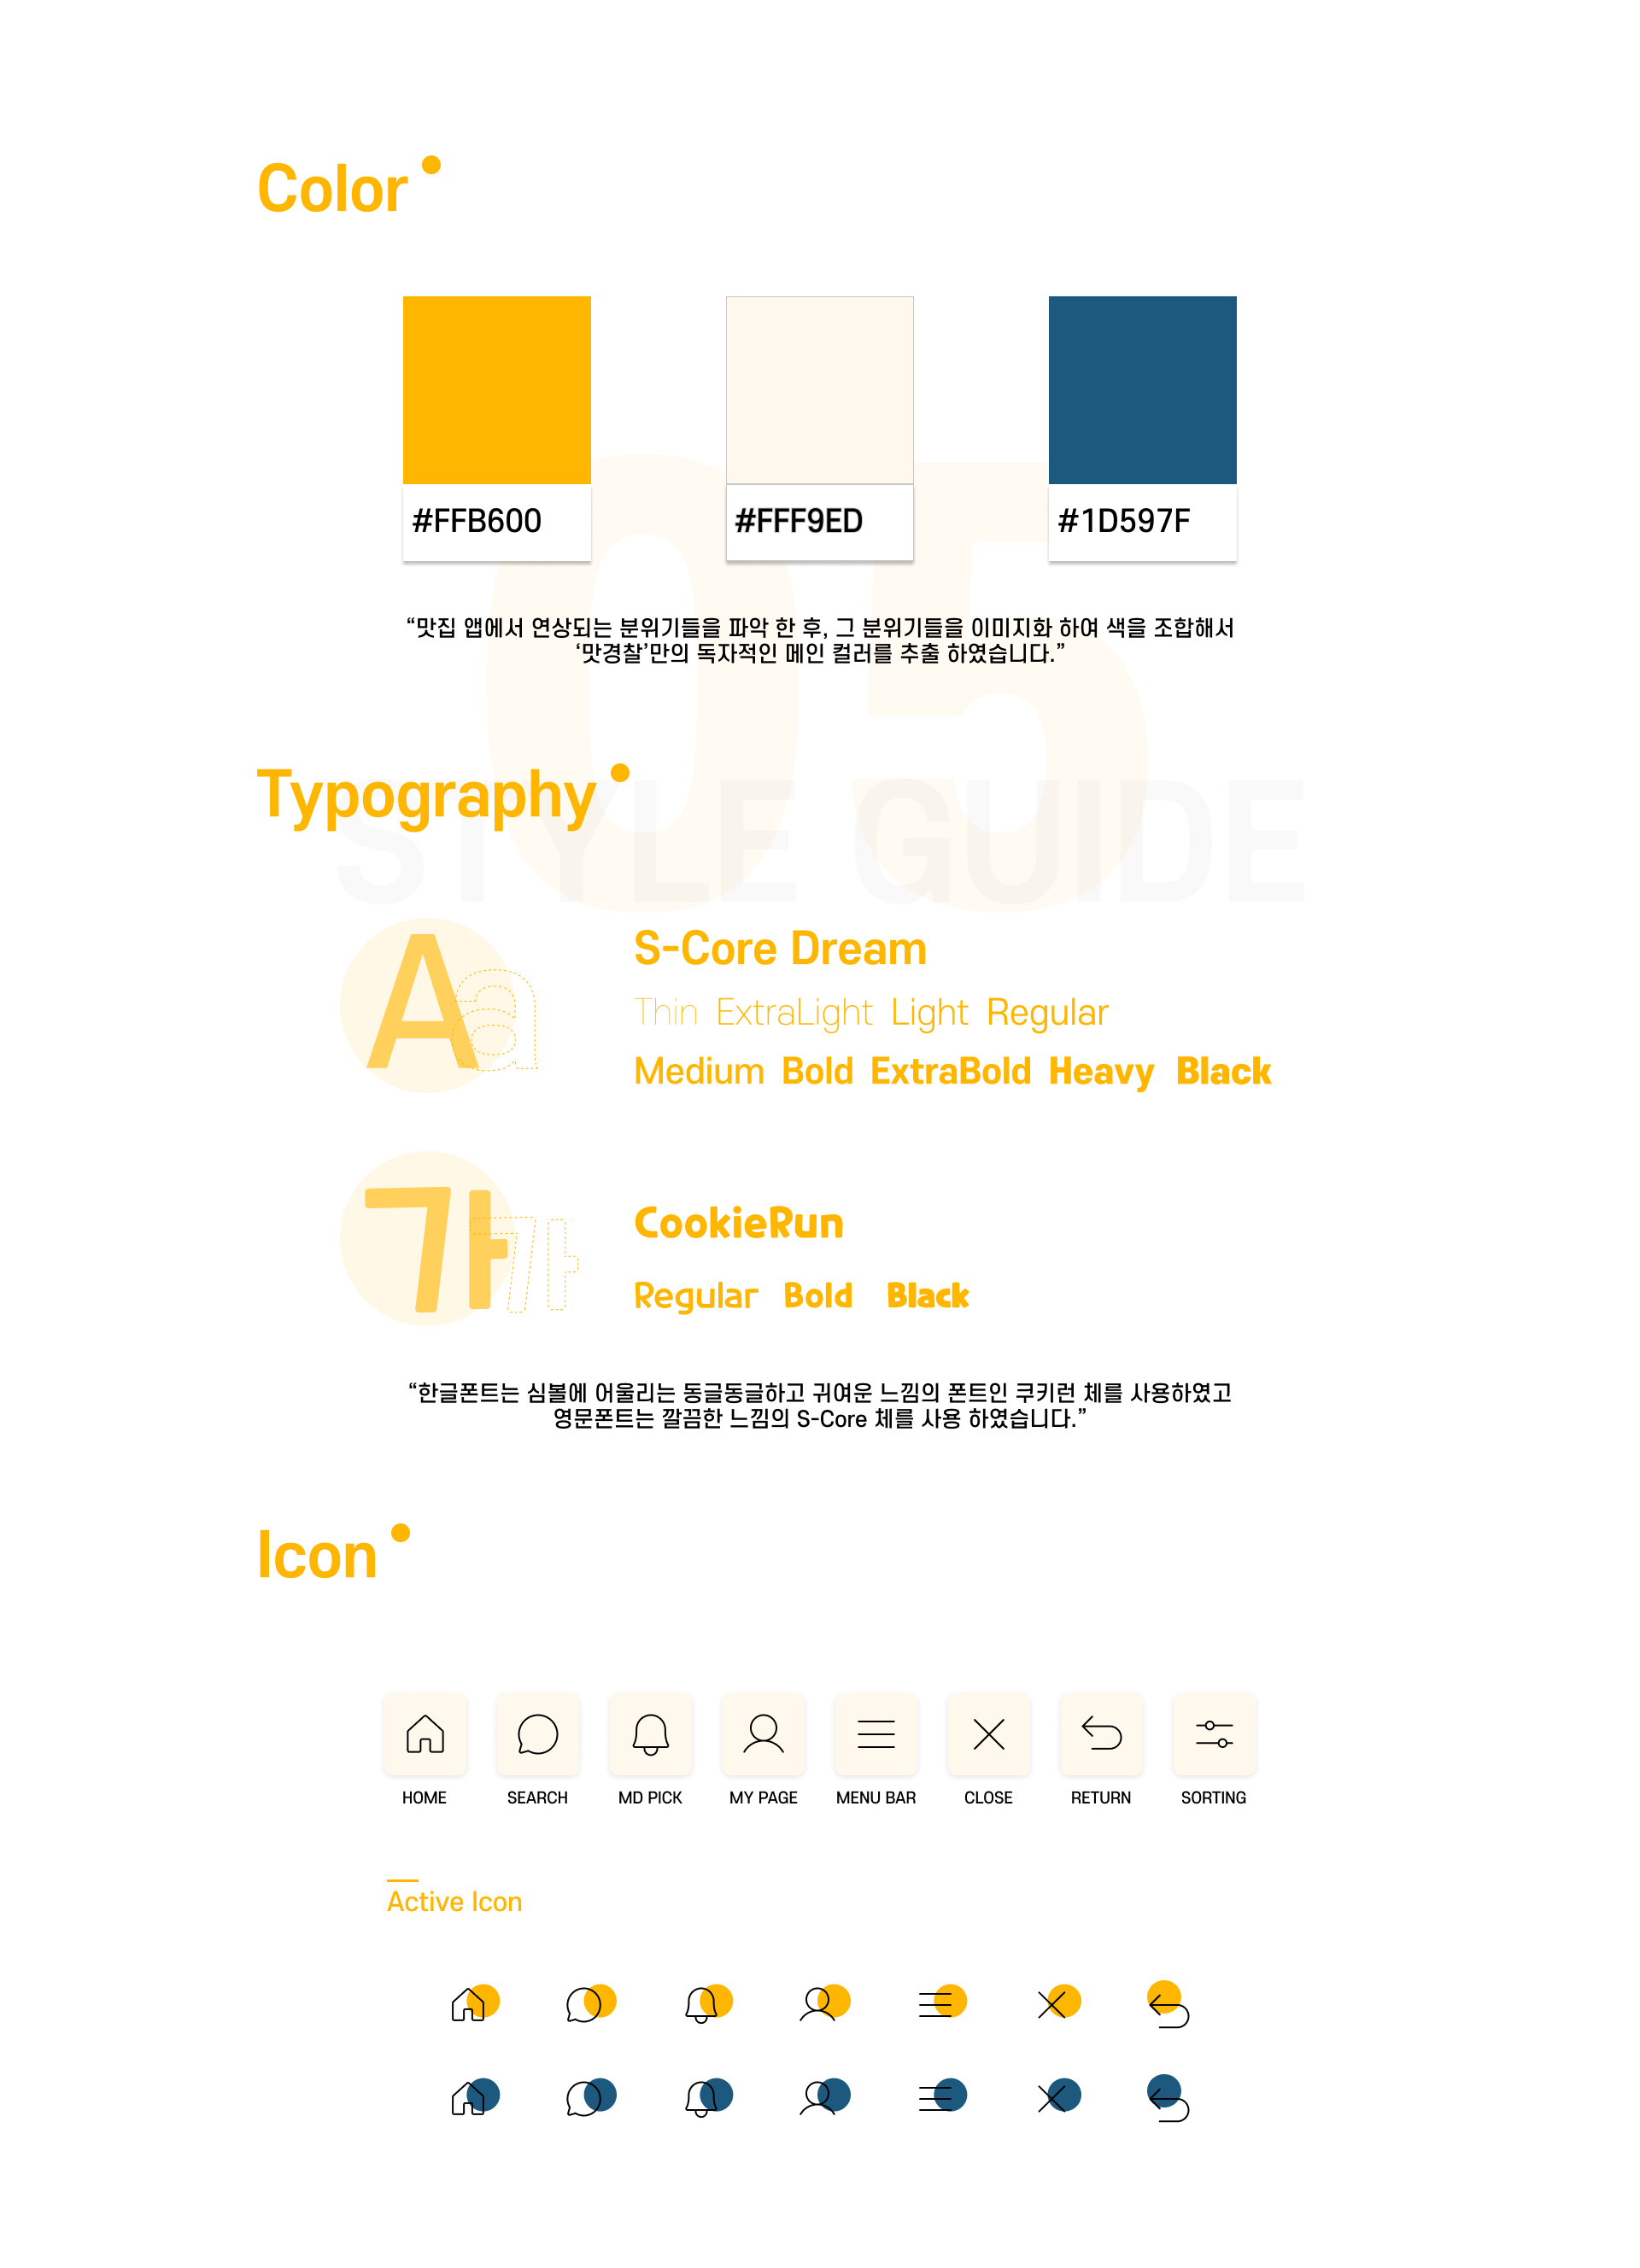 Color
#FFB600
#FFF9ED
#1D597F
05
“맛집 앱에서 연상되는 분위기들을 파악 한 후, 그 분위기들을 이미지화 하여 색을 조합해서
‘맛경찰’만의 독자적인 메인 컬러를 추출 하였습니다.”
Typography
STYLE GUIDE
Aa
S-Core Dream
Thin ExtraLight Light Regular
Medium Bold ExtraBold Heavy Black
가가
CookieRun
Regular Bold Black
“한글폰트는 심볼에 어울리는 동글동글하고 귀여운 느낌의 폰트인 쿠키런 체를 사용하였고
영문폰트는 깔끔한 느낌의 S-Core 체를 사용 하였습니다.”
Icon
HOME
SEARCH
MD PICK
MY PAGE
MENU BAR
CLOSE
RETURN
SORTING
Active Icon